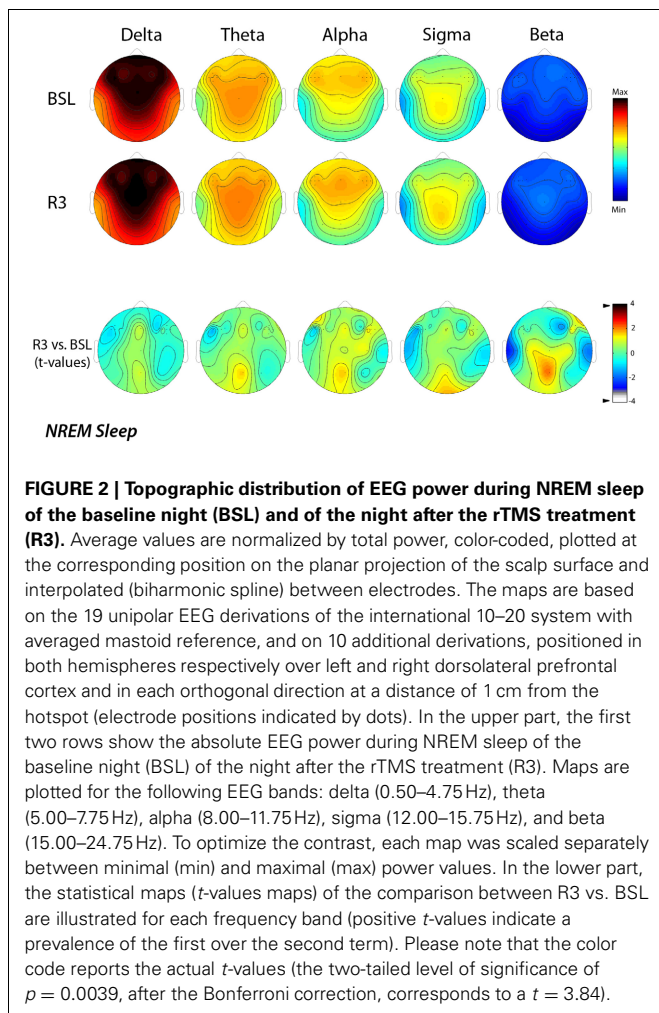 Delta Theta Alpha Sigma Beta
BSL
Max
Min
R3
R3 vs. BSL
(t-values)
4
2
0
-2
-4
NREM Sleep
FIGURE 2 | Topographic distribution of EEG power during NREM sleep
of the baseline night (BSL) and of the night after the rTMS treatment
(R3). Average values are normalized by total power, color-coded, plotted at
the corresponding position on the planar projection of the scalp surface and
interpolated (biharmonic spline) between electrodes. The maps are based
on the 19 unipolar EEG derivations of the international 10–20 system with
averaged mastoid reference, and on 10 additional derivations, positioned in
both hemispheres respectively over left and right dorsolateral prefrontal
cortex and in each orthogonal direction at a distance of 1 cm from the
hotspot (electrode positions indicated by dots). In the upper part, the first
two rows show the absolute EEG power during NREM sleep of the
baseline night (BSL) of the night after the rTMS treatment (R3). Maps are
plotted for the following EEG bands: delta (0.50–4.75 Hz), theta
(5.00–7.75 Hz), alpha (8.00–11.75 Hz), sigma (12.00–15.75 Hz), and beta
(15.00–24.75 Hz). To optimize the contrast, each map was scaled separately
between minimal (min) and maximal (max) power values. In the lower part,
the statistical maps (t-values maps) of the comparison between R3 vs. BSL
are illustrated for each frequency band (positive t-values indicate a
prevalence of the first over the second term). Please note that the color
code reports the actual t-values (the two-tailed level of significance of
p = 0.0039, after the Bonferroni correction, corresponds to a t = 3.84).